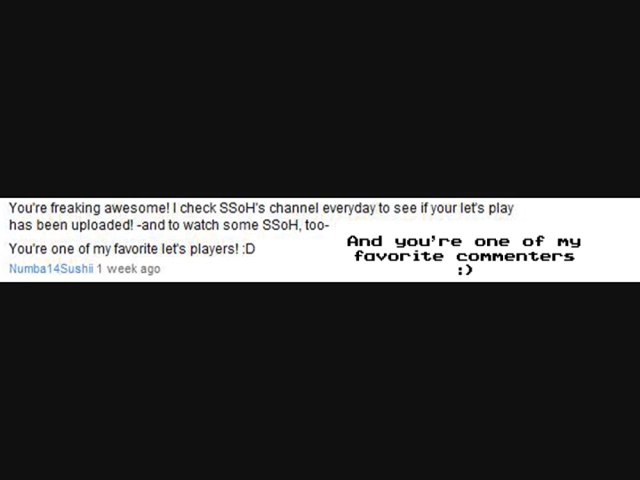 You're freaking awesome! I check SSoH's channel everyday to see if your let's play
has been uploaded! -and to watch some SSoH, too-
You're one of my favorite let's players! :D
Numba14Sushii 1 week ago
And you're one of my
favorite commenters
:)